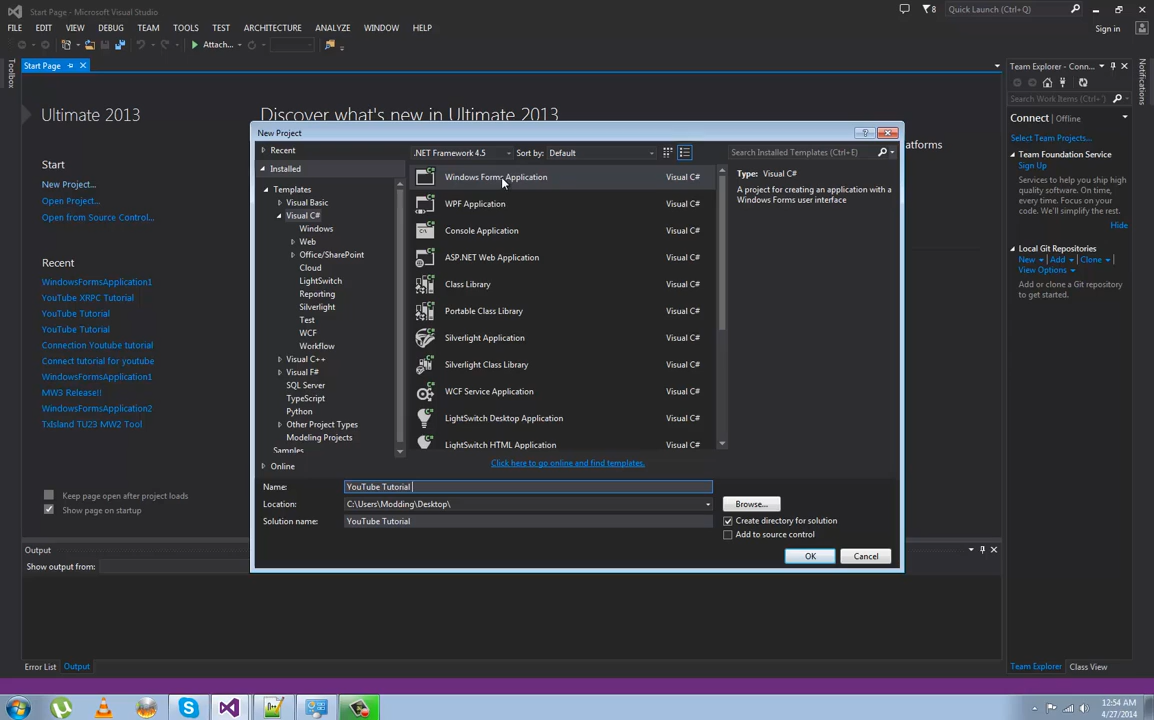 Start Page - Microsoft Visual Studio
8
Quick Launch (Ctrl+Q)
FILE EDIT VIEW DEBUG TEAM TOOLS TEST ARCHITECTURE ANALYZE WINDOW HELP
Sign in
Attach...
Toolbox
Start Page
Team Explorer - Conn...
Notifications
Search Work Items (Ctrl+')
Ultimate 2013
Discover what's new in Ultimate 2013
Connect | Offline
Select Team Projects...
Team Foundation Service
Sign Up
Services to help you ship high
quality software. On time,
every time. Focus on your
code. We'll simplify the rest.
Hide
Local Git Repositories
New Add Clone
View Options
Add or clone a Git repository
to get started.
Start
New Project...
Open Project...
Open from Source Control...
Recent
WindowsFormsApplication1
YouTube XRPC Tutorial
YouTube Tutorial
YouTube Tutorial
Connection Youtube tutorial
Connect tutorial for youtube
WindowsFormsApplication1
MW3 Release!!
WindowsFormsApplication2
TxIsland TU23 MW2 Tool
Keep page open after project loads
Show page on startup
atforms
New Project
Recent
.NET Framework 4.5
Sort by: Default
Search Installed Templates (Ctrl+E)
Installed
Templates
Visual Basic
Visual C#
Windows
Web
Office/SharePoint
Cloud
LightSwitch
Reporting
Silverlight
Test
WCF
Workflow
Visual C++
Visual F#
SQL Server
TypeScript
Python
Other Project Types
Modeling Projects
Samples
Online
Windows Forms Application Visual C#
WPF Application Visual C#
Console Application Visual C#
ASP.NET Web Application Visual C#
Class Library Visual C#
Portable Class Library Visual C#
Silverlight Application Visual C#
Silverlight Class Library Visual C#
WCF Service Application Visual C#
LightSwitch Desktop Application Visual C#
LightSwitch HTML Application Visual C#
Click here to go online and find templates.
Type: Visual C#
A project for creating an application with a
Windows Forms user interface
Name: YouTube Tutorial
Location: C:\Users\Modding\Desktop\
Browse...
Solution name: YouTube Tutorial
Create directory for solution
Add to source control
OK Cancel
Output
Show output from:
Error List Output
Team Explorer Class View
12:54 AM
4/27/2014